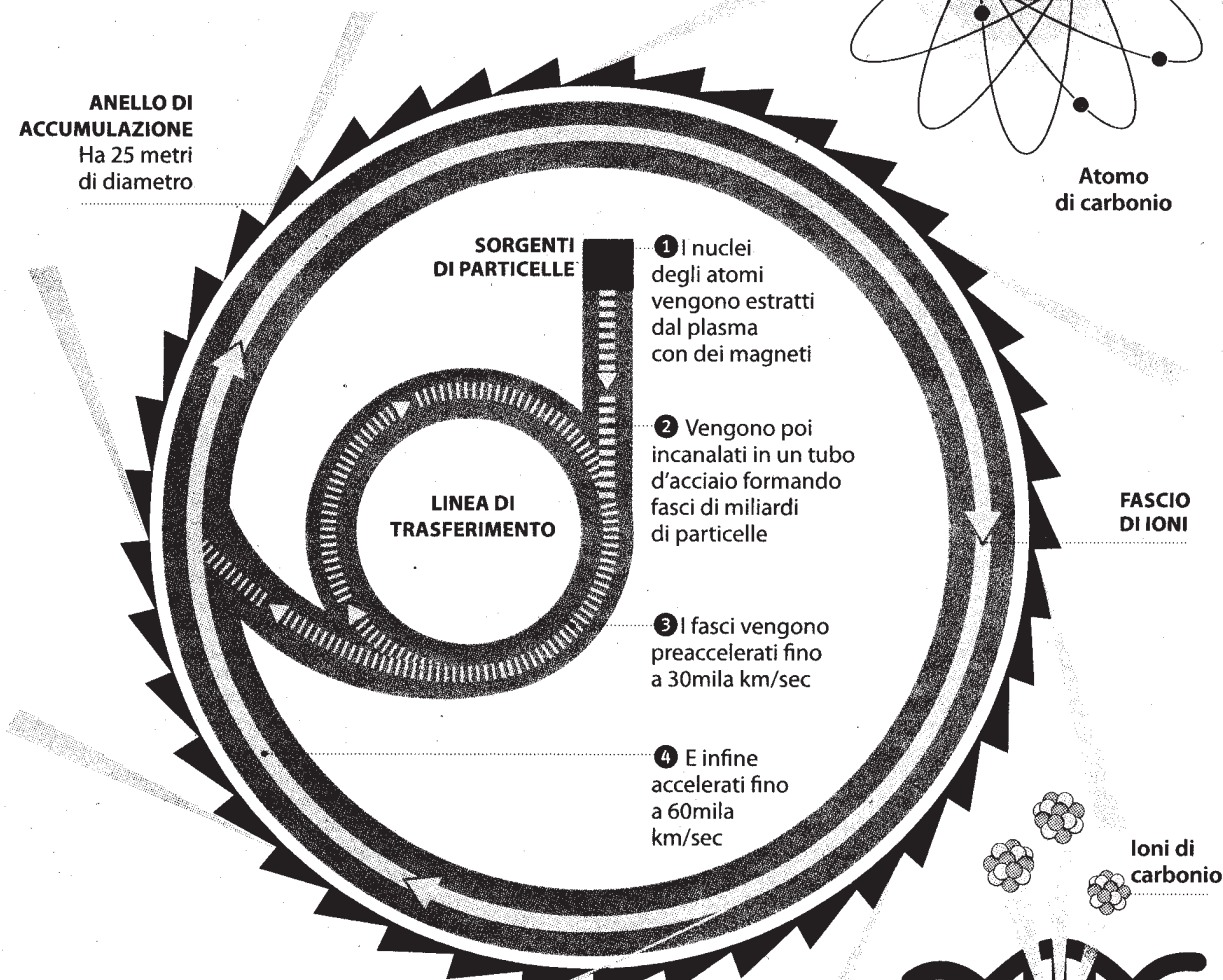 ANELLO DI
ACCUMULAZIONE
Ha 25 metri
di diametro
Atomo
di carbonio
SORGENTI
DI PARTICELLE
1 I nuclei
degli atomi
vengono estratti
dal plasma
con dei magneti
2 Vengono poi
incanalati in un tubo
d'acciaio formando
fasci di miliardi
di particelle
LINEA DI
TRASFERIMENTO
FASCIO
DI IONI
3 I fasci vengono
preaccelerati fino
a 30mila km/sec
4 E infine
accelerati fino
a 60mila
km/sec
Ioni di
carbonio